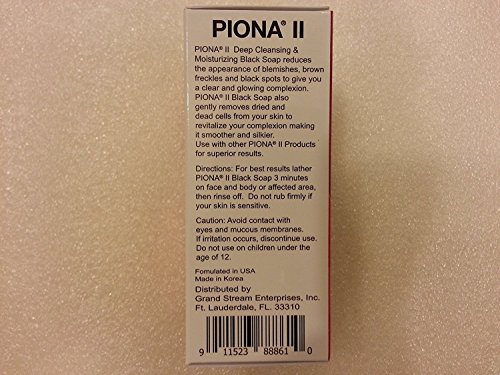 PIONA® II
PIONA® II Deep Cleansing &
Moisturizing Black Soap reduces
the appearance of blemishes, brown
freckles and black spots to give you
a clear and glowing complexion.
PIONA® II Black Soap also
gently removes dried and
dead cells from your skin to
revitalize your complexion making
it smoother and silkier.
Use with other PIONA® II Products
for superior results.
Directions: For best results lather
PIONA® II Black Soap 3 minutes
on face and body or affected area,
then rinse off. Do not rub firmly if
your skin is sensitive.
Caution: Avoid contact with
eyes and mucous membranes.
If irritation occurs, discontinue use.
Do not use on children under the
age of 12.
Fomulated in USA
Made in Korea
Distributed by
Grand Stream Enterprises, Inc.
Ft. Lauderdale, FL. 33310
9 11523 88861 0